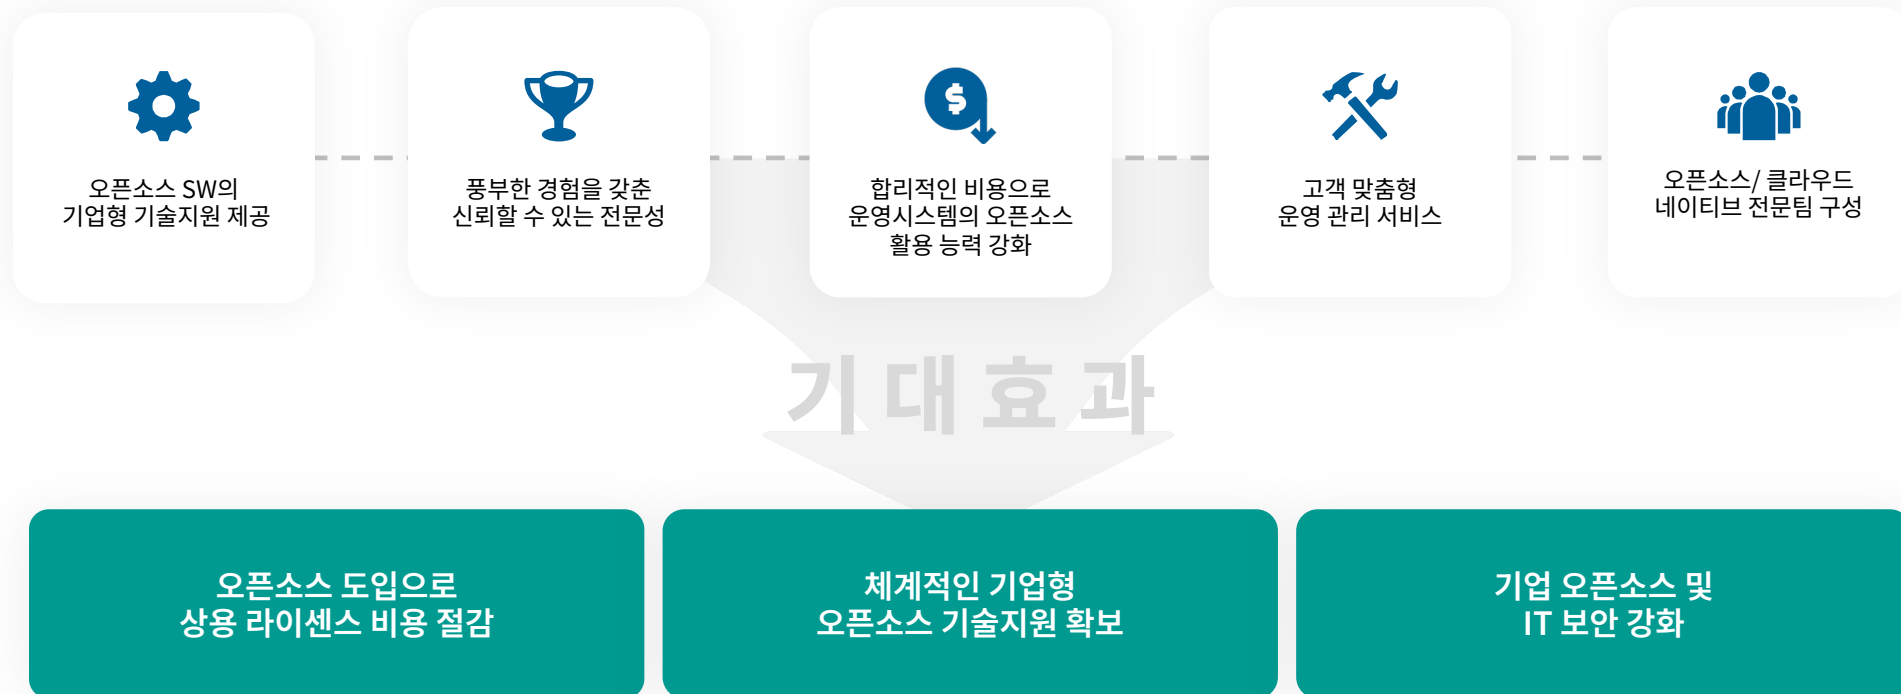 오픈소스 SW의
기업형 기술지원 제공
풍부한 경험을 갖춘
신뢰할 수 있는 전문성
합리적인 비용으로
운영시스템의 오픈소스
활용 능력 강화
고객 맞춤형
운영 관리 서비스
오픈소스/ 클라우드
네이티브 전문팀 구성
기대효과
오픈소스 도입으로
상용 라이센스 비용 절감
체계적인 기업형
오픈소스 기술지원 확보
기업 오픈소스 및
IT 보안 강화